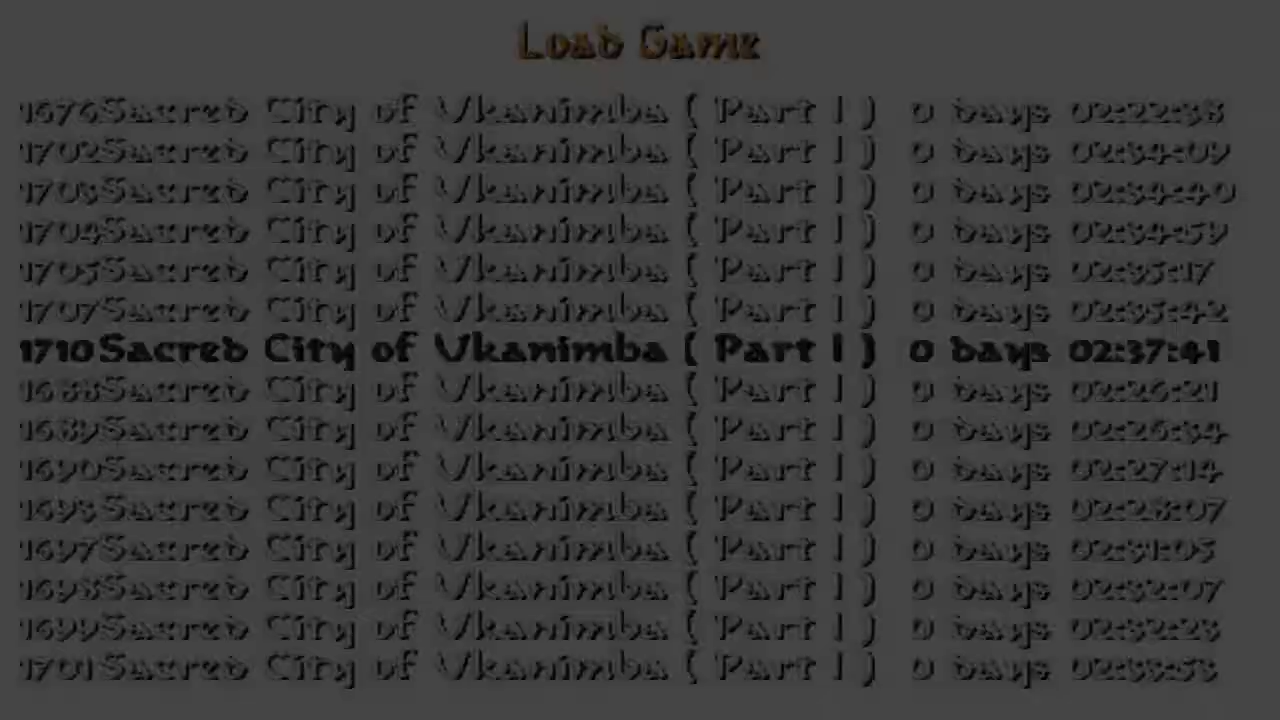 Load Game
1676Sacred City of Ukanimba ( Part I ) 0 days 02:22:38
1702Sacred City of Ukanimba ( Part I ) 0 days 02:34:09
1703Sacred City of Ukanimba ( Part I ) 0 days 02:34:40
1704Sacred City of Ukanimba ( Part I ) 0 days 02:34:59
1705Sacred City of Ukanimba ( Part I ) 0 days 02:35:17
1707Sacred City of Ukanimba ( Part I ) 0 days 02:35:42
1710Sacred City of Ukanimba ( Part I ) 0 days 02:37:41
1688Sacred City of Ukanimba ( Part I ) 0 days 02:26:21
1689Sacred City of Ukanimba ( Part I ) 0 days 02:26:34
1690Sacred City of Ukanimba ( Part I ) 0 days 02:27:14
1693Sacred City of Ukanimba ( Part I ) 0 days 02:28:07
1697Sacred City of Ukanimba ( Part I ) 0 days 02:31:05
1698Sacred City of Ukanimba ( Part I ) 0 days 02:32:07
1699Sacred City of Ukanimba ( Part I ) 0 days 02:32:23
1701Sacred City of Ukanimba ( Part I ) 0 days 02:33:53